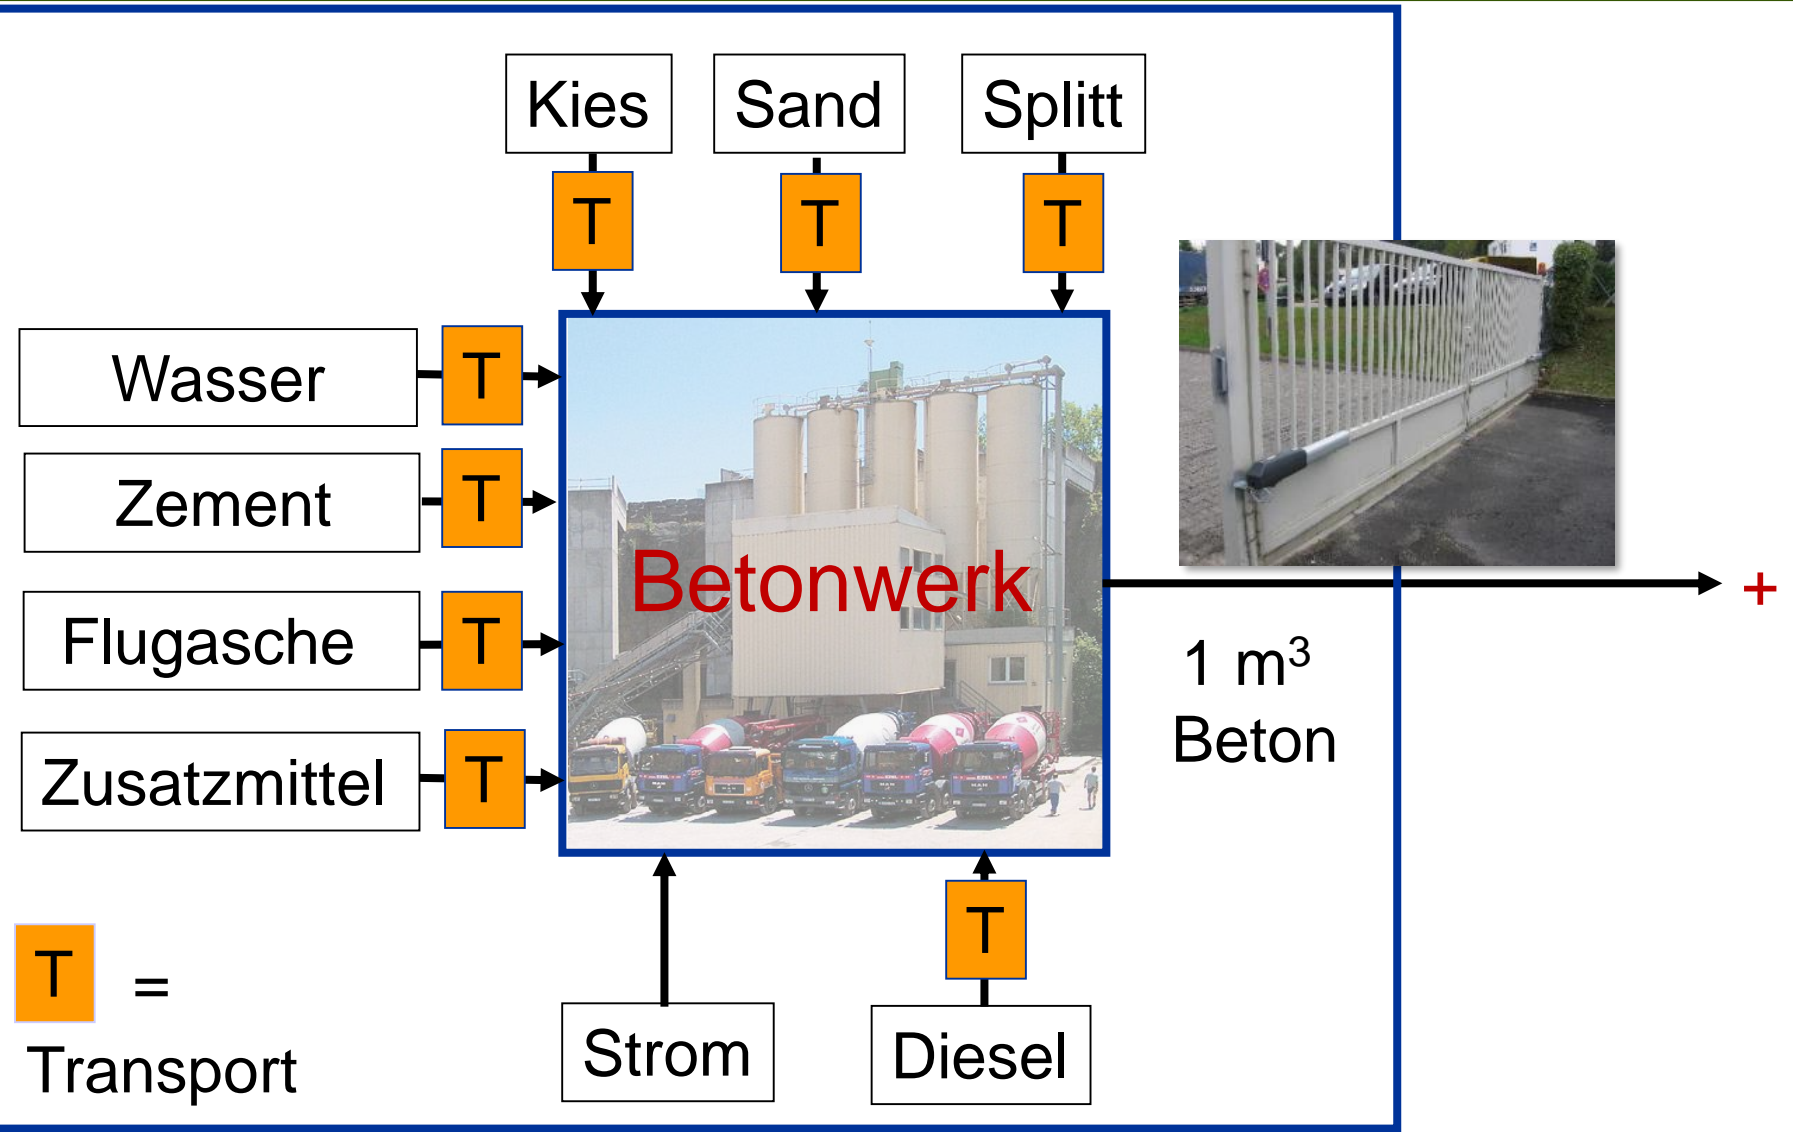 Kies
Sand
Splitt
T
T
T
Wasser
T
Zement
T
Betonwerk
+
Flugasche
T
1 m³
Beton
Zusatzmittel
T
T
T =
Transport
Strom
Diesel